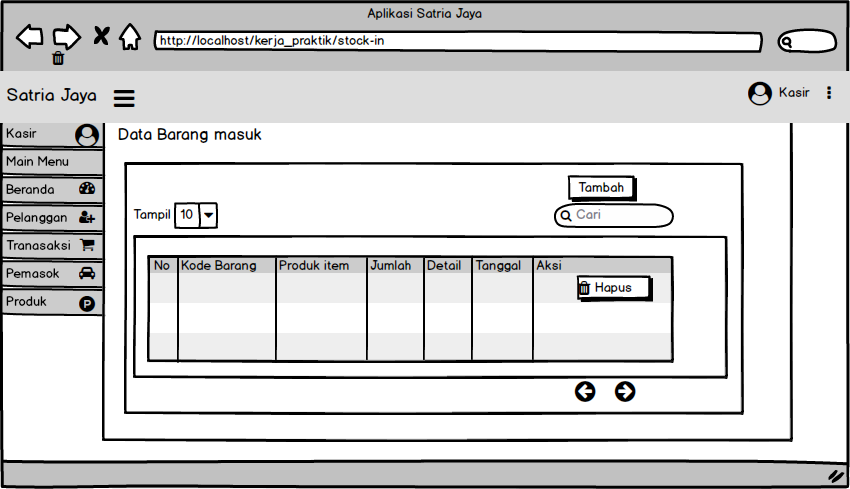 Aplikasi Satria Jaya
http://localhost/kerja_praktik/stock-in
Satria Jaya
Kasir
Kasir
Main Menu
Beranda
Pelanggan
Tranasaksi
Pemasok
Produk
P
Data Barang masuk
Tambah
Tampil 10
Cari
No Kode Barang Produk item Jumlah Detail Tanggal Aksi
Hapus